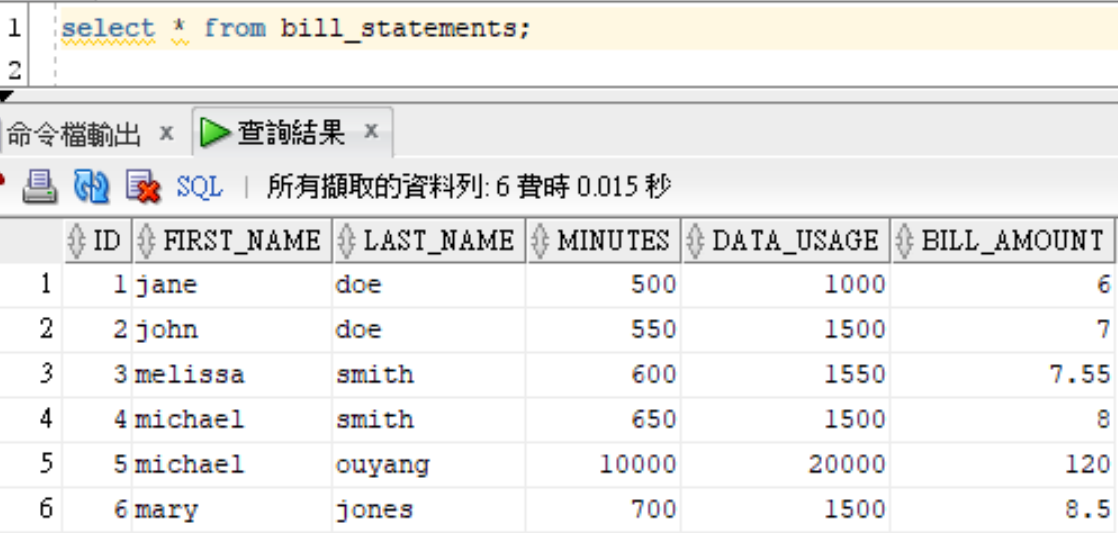 1 select * from bill_statements;
2
命令檔輸出 x 查詢結果 x
SQL | 所有擷取的資料列: 6 費時 0.015 秒
ID FIRST_NAME LAST_NAME MINUTES DATA_USAGE BILL_AMOUNT
1 1 jane doe 500 1000 6
2 2 john doe 550 1500 7
3 3 melissa smith 600 1550 7.55
4 4 michael smith 650 1500 8
5 5 michael ouyang 10000 20000 120
6 6 mary jones 700 1500 8.5